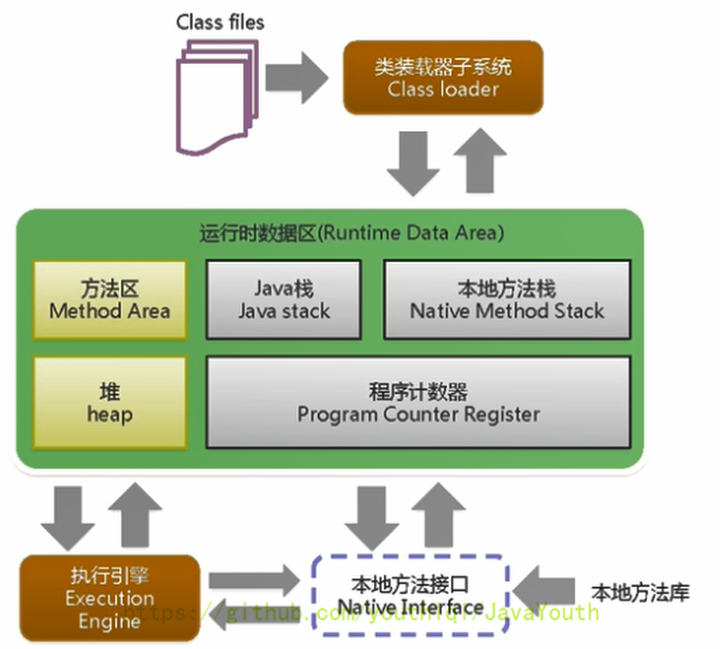 Class files
类装载器子系统
Class loader
运行时数据区(Runtime Data Area)
方法区
Method Area
Java栈
Java stack
本地方法栈
Native Method Stack
堆
heap
程序计数器
Program Counter Register
执行引擎
Execution
Engine
本地方法接口
Native Interface
本地方法库
https://github.com/youthlql/JavaYouth